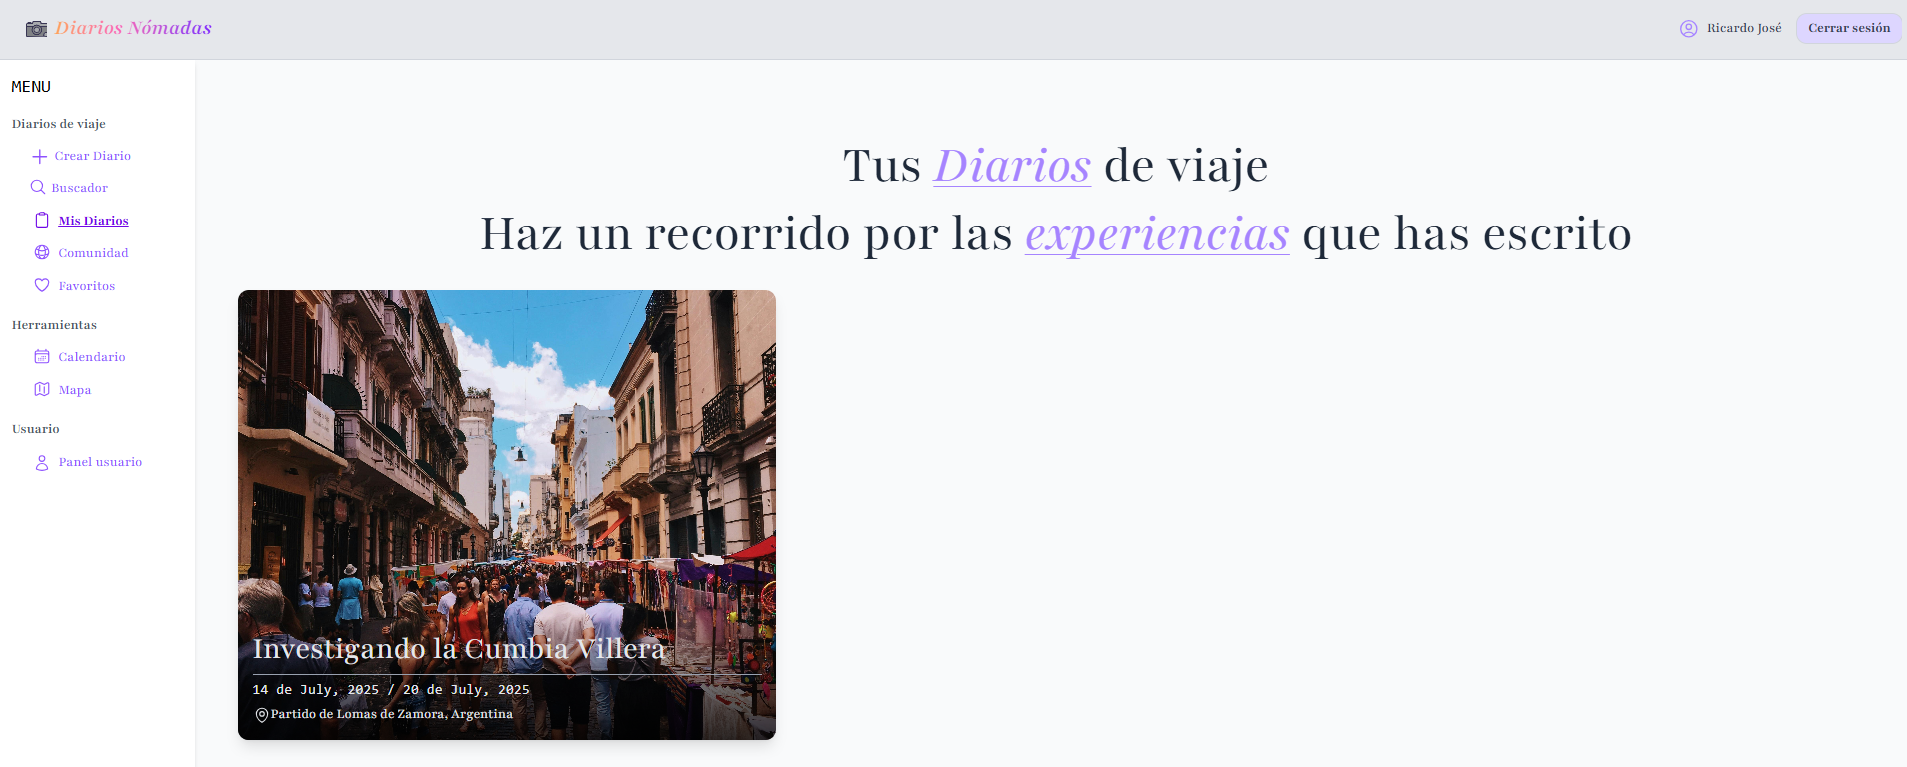 Diarios Nómadas
Ricardo José
Cerrar sesión
MENU
Diarios de viaje
Crear Diario
Buscador
Mis Diarios
Comunidad
Favoritos
Herramientas
Calendario
Mapa
Usuario
Panel usuario
Tus Diarios de viaje
Haz un recorrido por las experiencias que has escrito
Investigando la Cumbia Villera
14 de July, 2025 / 20 de July, 2025
Partido de Lomas de Zamora, Argentina